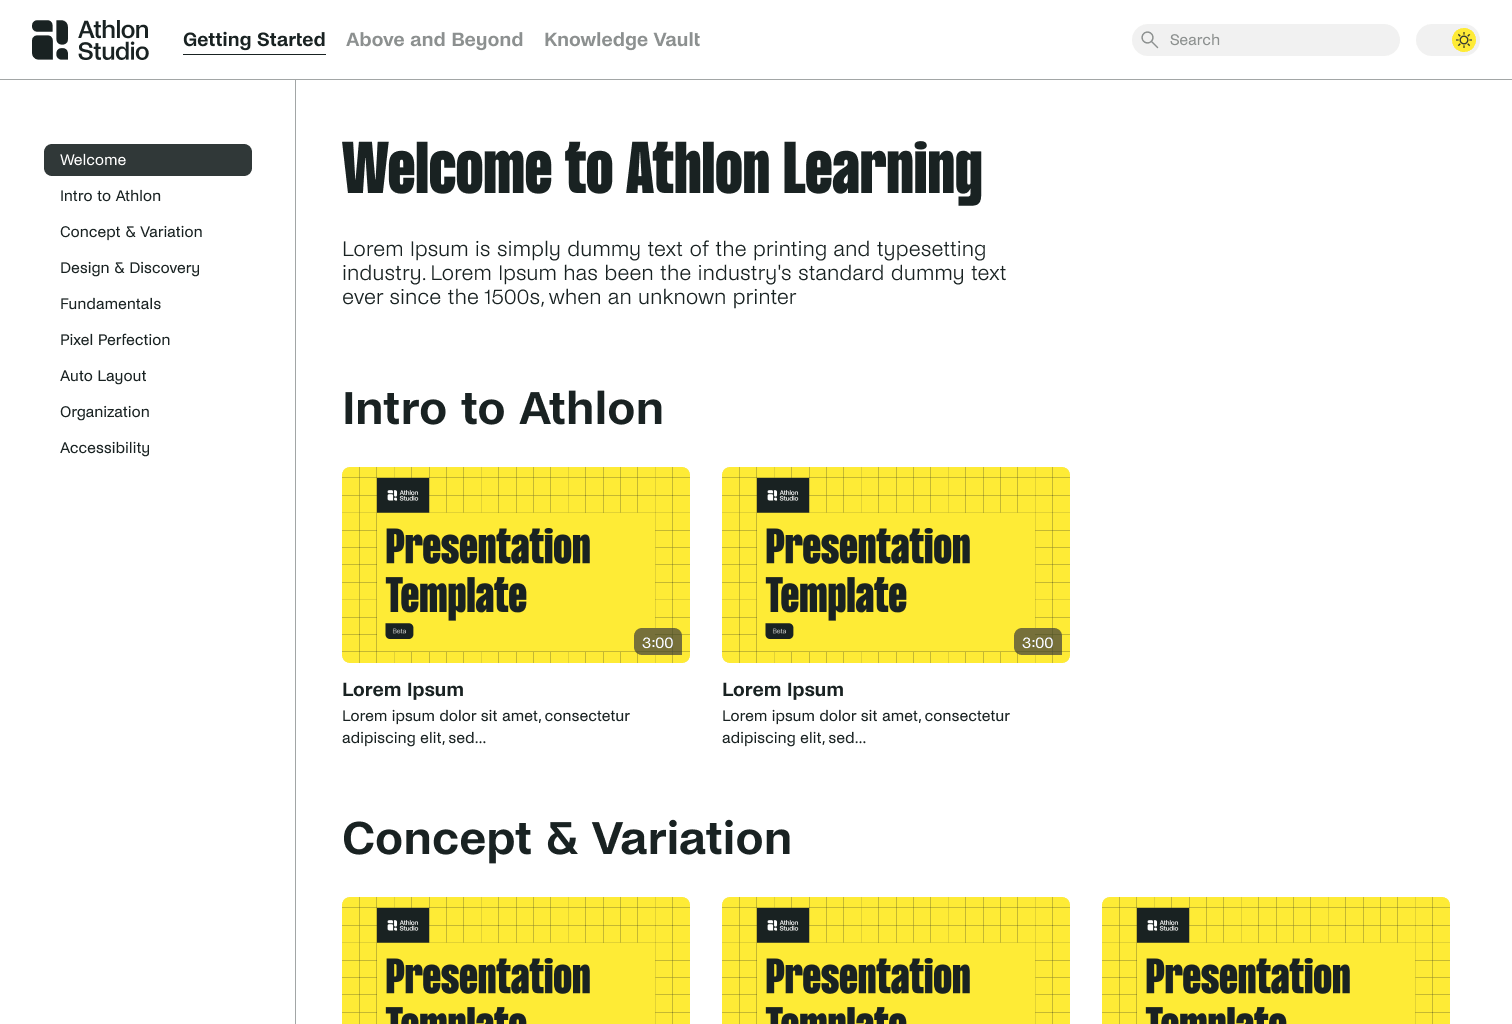 Athlon
Studio
Getting Started
Above and Beyond
Knowledge Vault
Search
Welcome
Intro to Athlon
Concept & Variation
Design & Discovery
Fundamentals
Pixel Perfection
Auto Layout
Organization
Accessibility
Welcome to Athlon Learning
Lorem Ipsum is simply dummy text of the printing and typesetting
industry. Lorem Ipsum has been the industry's standard dummy text
ever since the 1500s, when an unknown printer
Intro to Athlon
Athlon
Studio
Presentation
Template
Beta
3:00
Lorem Ipsum
Lorem ipsum dolor sit amet, consectetur
adipiscing elit, sed...
Athlon
Studio
Presentation
Template
Beta
3:00
Lorem Ipsum
Lorem ipsum dolor sit amet, consectetur
adipiscing elit, sed...
Concept & Variation
Athlon
Studio
Presentation
Template
Athlon
Studio
Presentation
Template
Athlon
Studio
Presentation
Template